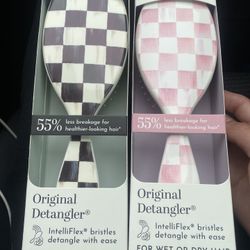 55% less breakage for
healthier-looking hair*
Original
Detangler®
IntelliFlex® bristles
detangle with ease
55% less breakage for
healthier-looking hair*
Original
Detangler®
IntelliFlex® bristles
detangle with ease
FOR WET OR DRY HAIR